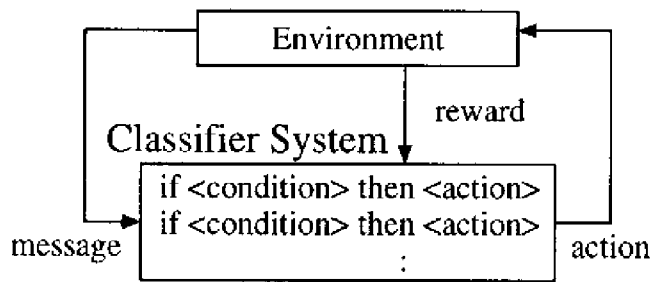 Environment
reward
Classifier System
if <condition> then <action>
if <condition> then <action>
:
message
action